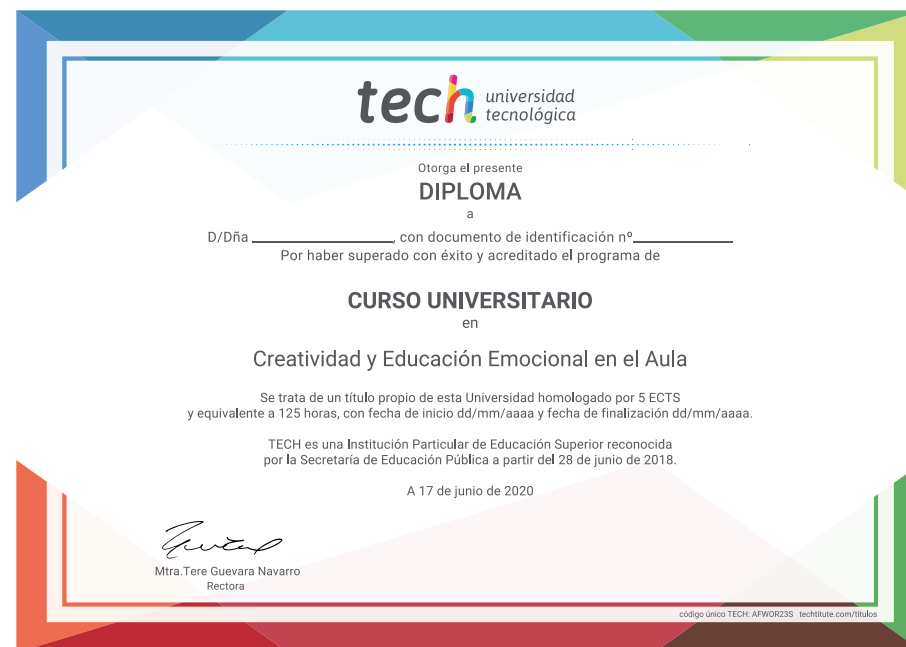 tech universidad
tecnológica
Otorga el presente
DIPLOMA
a
D/Dña ____________________, con documento de identificación nº______________
Por haber superado con éxito y acreditado el programa de
CURSO UNIVERSITARIO
en
Creatividad y Educación Emocional en el Aula
Se trata de un título propio de esta Universidad homologado por 5 ECTS
y equivalente a 125 horas, con fecha de inicio dd/mm/aaaa y fecha de finalización dd/mm/aaaa.
TECH es una Institución Particular de Educación Superior reconocida
por la Secretaría de Educación Pública a partir del 28 de junio de 2018.
A 17 de junio de 2020
Mtra.Tere Guevara Navarro
Rectora
código único TECH: AFWOR23S techtitute.com/titulos